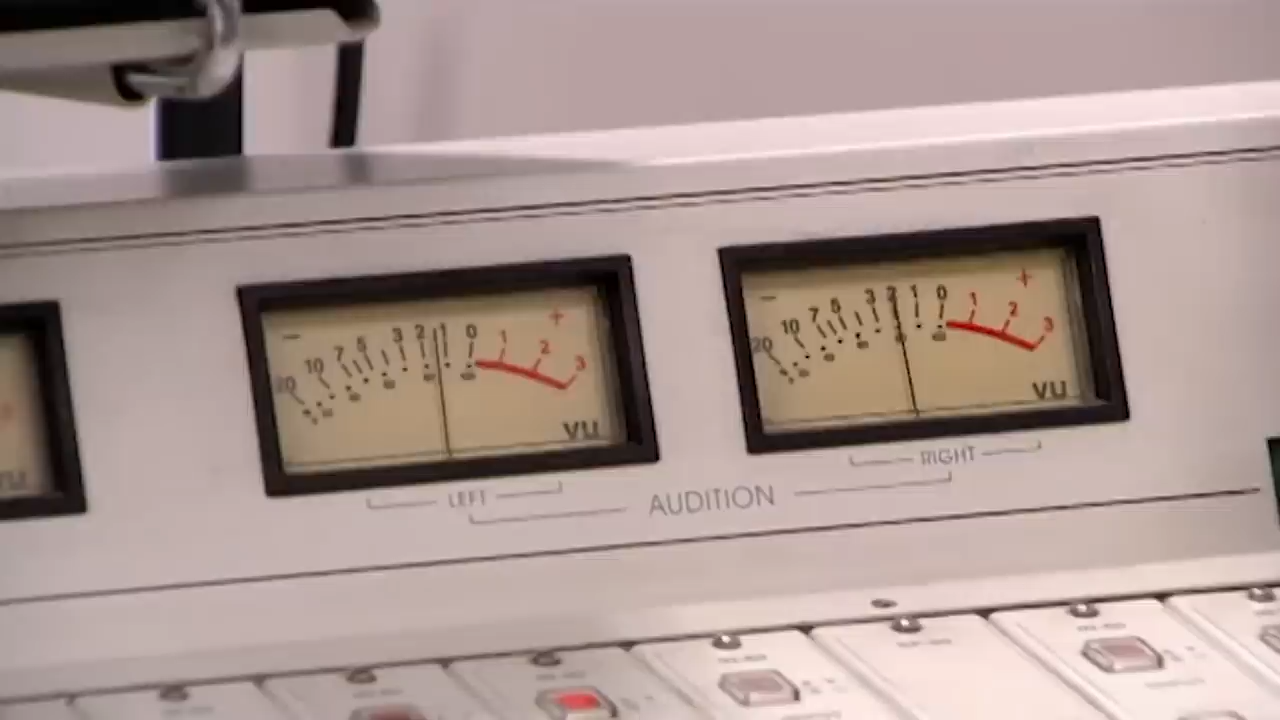 − +
20 10 7 5 3 2 1 0 1 2 3
VU
− +
20 10 7 5 3 2 1 0 1 2 3
VU
LEFT RIGHT
AUDITION